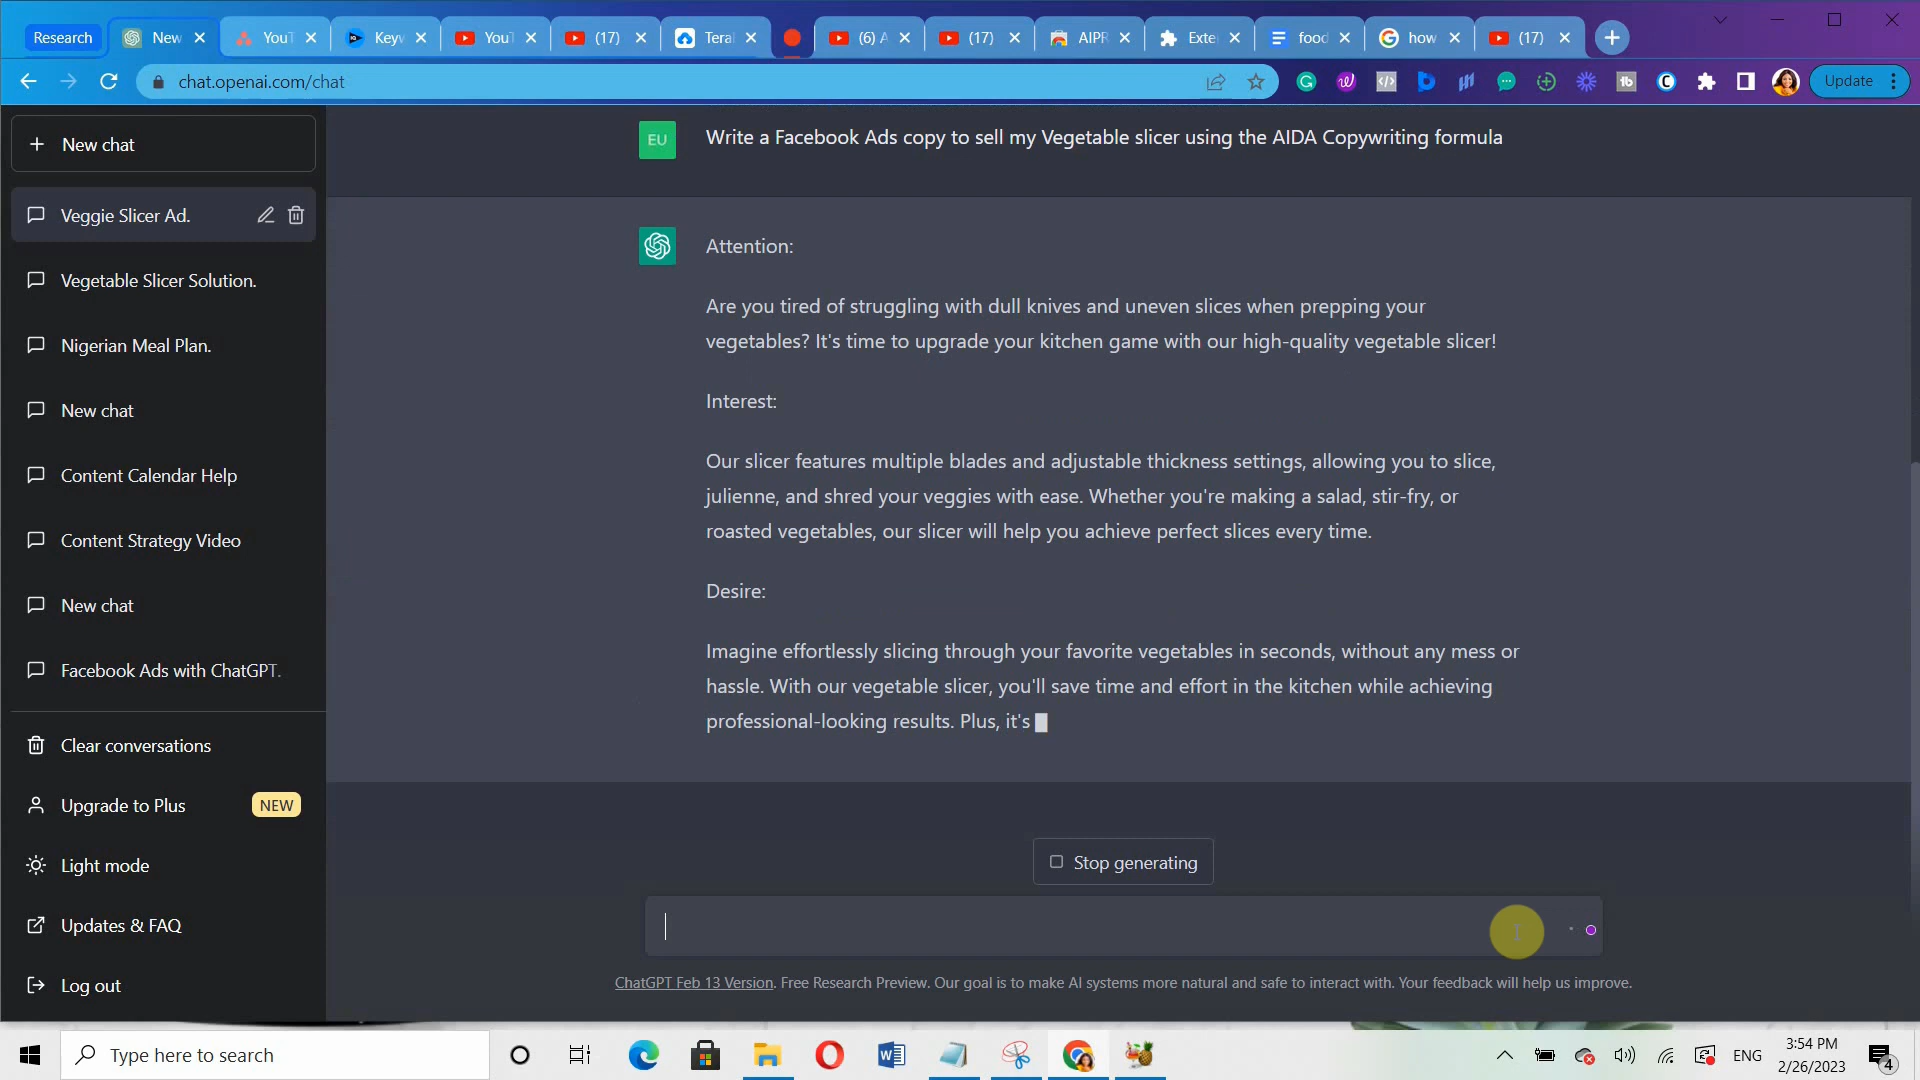 Research
New
YouT
Keyw
YouT
(17)
Teral
(6) A
(17)
AIPR
Exte
food
how
(17)
chat.openai.com/chat
Update
New chat
Veggie Slicer Ad.
Vegetable Slicer Solution.
Nigerian Meal Plan.
New chat
Content Calendar Help
Content Strategy Video
New chat
Facebook Ads with ChatGPT.
Clear conversations
Upgrade to Plus NEW
Light mode
Updates & FAQ
Log out
EU
Write a Facebook Ads copy to sell my Vegetable slicer using the AIDA Copywriting formula
Attention:
Are you tired of struggling with dull knives and uneven slices when prepping your
vegetables? It's time to upgrade your kitchen game with our high-quality vegetable slicer!
Interest:
Our slicer features multiple blades and adjustable thickness settings, allowing you to slice,
julienne, and shred your veggies with ease. Whether you're making a salad, stir-fry, or
roasted vegetables, our slicer will help you achieve perfect slices every time.
Desire:
Imagine effortlessly slicing through your favorite vegetables in seconds, without any mess or
hassle. With our vegetable slicer, you'll save time and effort in the kitchen while achieving
professional-looking results. Plus, it's
Stop generating
ChatGPT Feb 13 Version. Free Research Preview. Our goal is to make AI systems more natural and safe to interact with. Your feedback will help us improve.
Type here to search
ENG
3:54 PM
2/26/2023
4